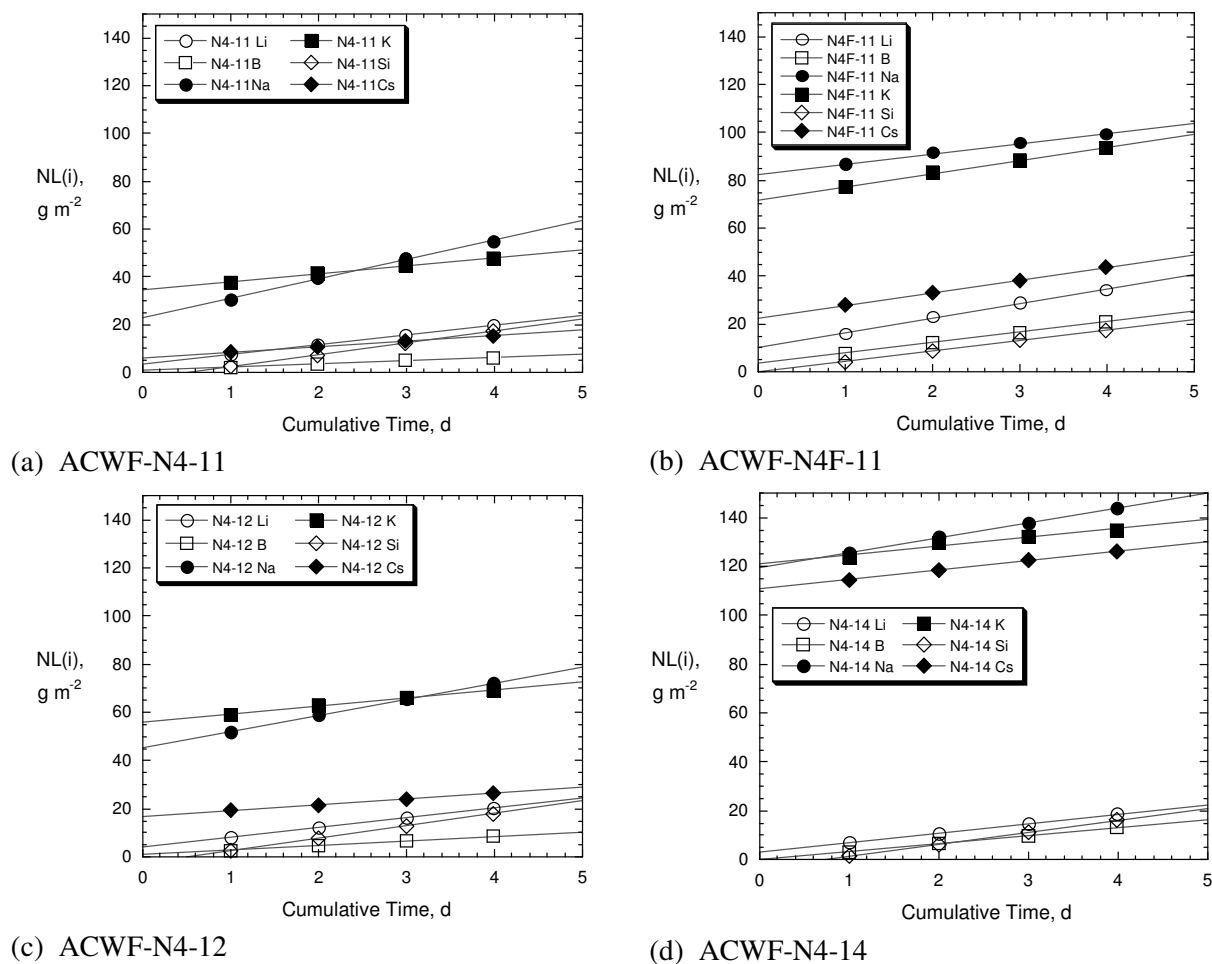 140
120
100
80
60
40
20
0
NL(i),
g m-2
N4-11 Li
N4-11B
N4-11Na
N4-11 K
N4-11Si
N4-11Cs
0 1 2 3 4 5
Cumulative Time, d
(a) ACWF-N4-11
140
120
100
80
60
40
20
0
NL(i),
g m-2
N4F-11 Li
N4F-11 B
N4F-11 Na
N4F-11 K
N4F-11 Si
N4F-11 Cs
0 1 2 3 4 5
Cumulative Time, d
(b) ACWF-N4F-11
140
120
100
80
60
40
20
0
NL(i),
g m-2
N4-12 Li
N4-12 B
N4-12 Na
N4-12 K
N4-12 Si
N4-12 Cs
0 1 2 3 4 5
Cumulative Time, d
(c) ACWF-N4-12
140
120
100
80
60
40
20
0
NL(i),
g m-2
N4-14 Li
N4-14 B
N4-14 Na
N4-14 K
N4-14 Si
N4-14 Cs
0 1 2 3 4 5
Cumulative Time, d
(d) ACWF-N4-14